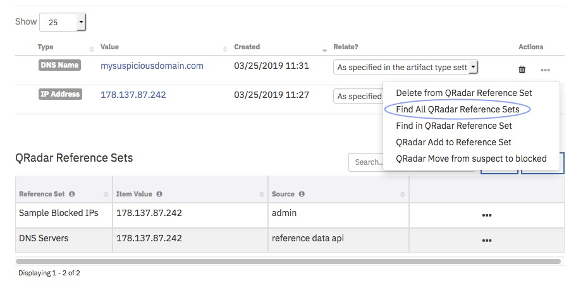 Show 25
Type Value Created Relate? Actions
DNS Name mysuspiciousdomain.com 03/25/2019 11:31 As specified in the artifact type sett
IP Address 178.137.87.242 03/25/2019 11:27 As specified
Delete from QRadar Reference Set
Find All QRadar Reference Sets
Find in QRadar Reference Set
QRadar Add to Reference Set
QRadar Move from suspect to blocked
QRadar Reference Sets Search...
Reference Set Item Value Source
Sample Blocked IPs 178.137.87.242 admin
DNS Servers 178.137.87.242 reference data api
Displaying 1 - 2 of 2